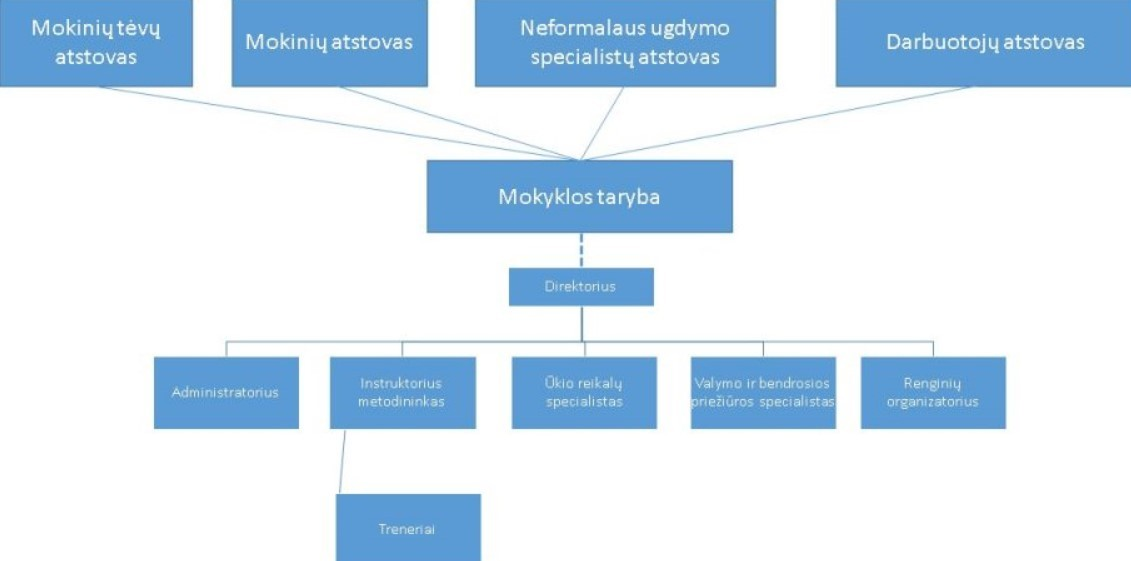 Mokinių tėvų
atstovas
Mokinių atstovas
Neformalaus ugdymo
specialistų atstovas
Darbuotojų atstovas
Mokyklos taryba
Direktorius
Administratorius
Instruktorius
metodininkas
Ūkio reikalų
specialistas
Valymo ir bendrosios
priežiūros specialistas
Renginių
organizatorius
Treneriai